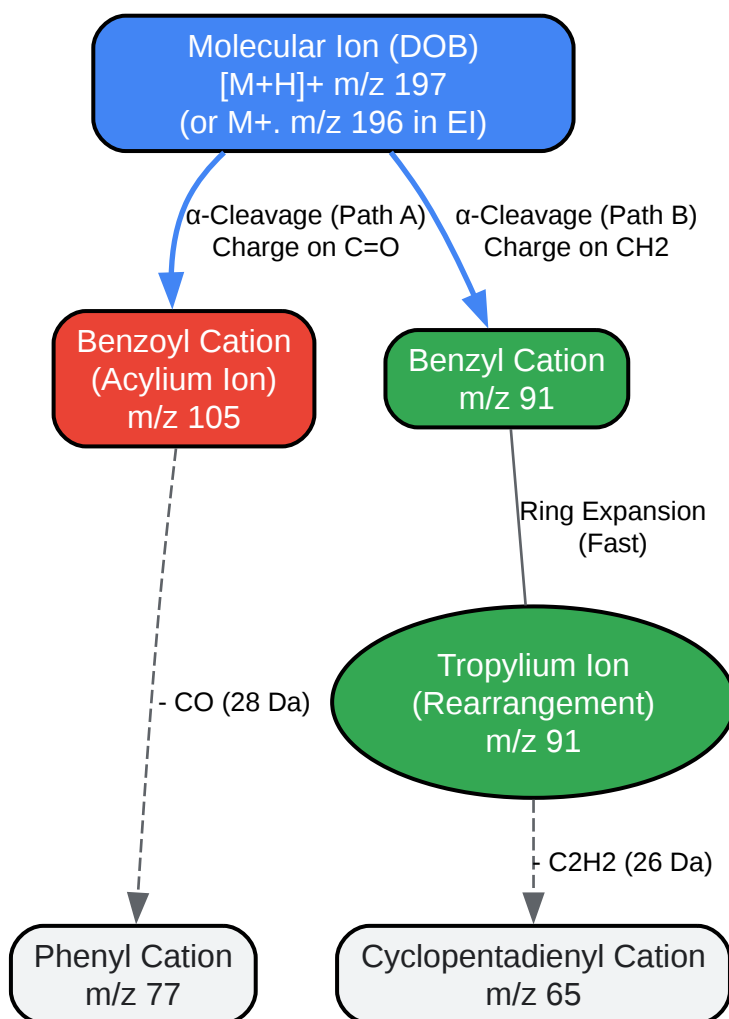 Molecular Ion (DOB)
[M+H]+ m/z 197
(or M+. m/z 196 in EI)
α-Cleavage (Path A)
Charge on C=O
α-Cleavage (Path B)
Charge on CH2
Benzoyl Cation
(Acylium Ion)
m/z 105
Benzyl Cation
m/z 91
Ring Expansion
(Fast)
Tropylium Ion
(Rearrangement)
m/z 91
- CO (28 Da)
- C2H2 (26 Da)
Phenyl Cation
m/z 77
Cyclopentadienyl Cation
m/z 65